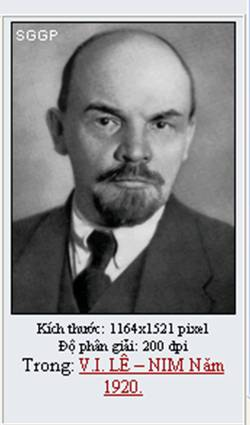 SGGP
Kích thước: 1164x1521 pixel
Độ phân giải: 200 dpi
Trong: V.I. LÊ – NIM Năm
1920.